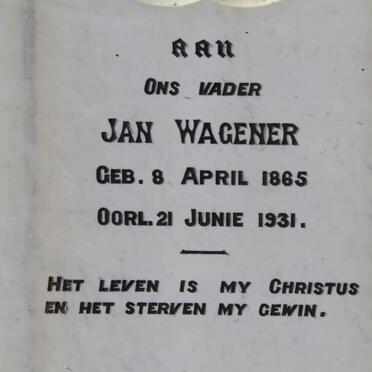 AAN
ONS VADER
JAN WAGENER
GEB. 8 APRIL 1865
OORL. 21 JUNIE 1931.
HET LEVEN IS MY CHRISTUS
EN HET STERVEN MY GEWIN.